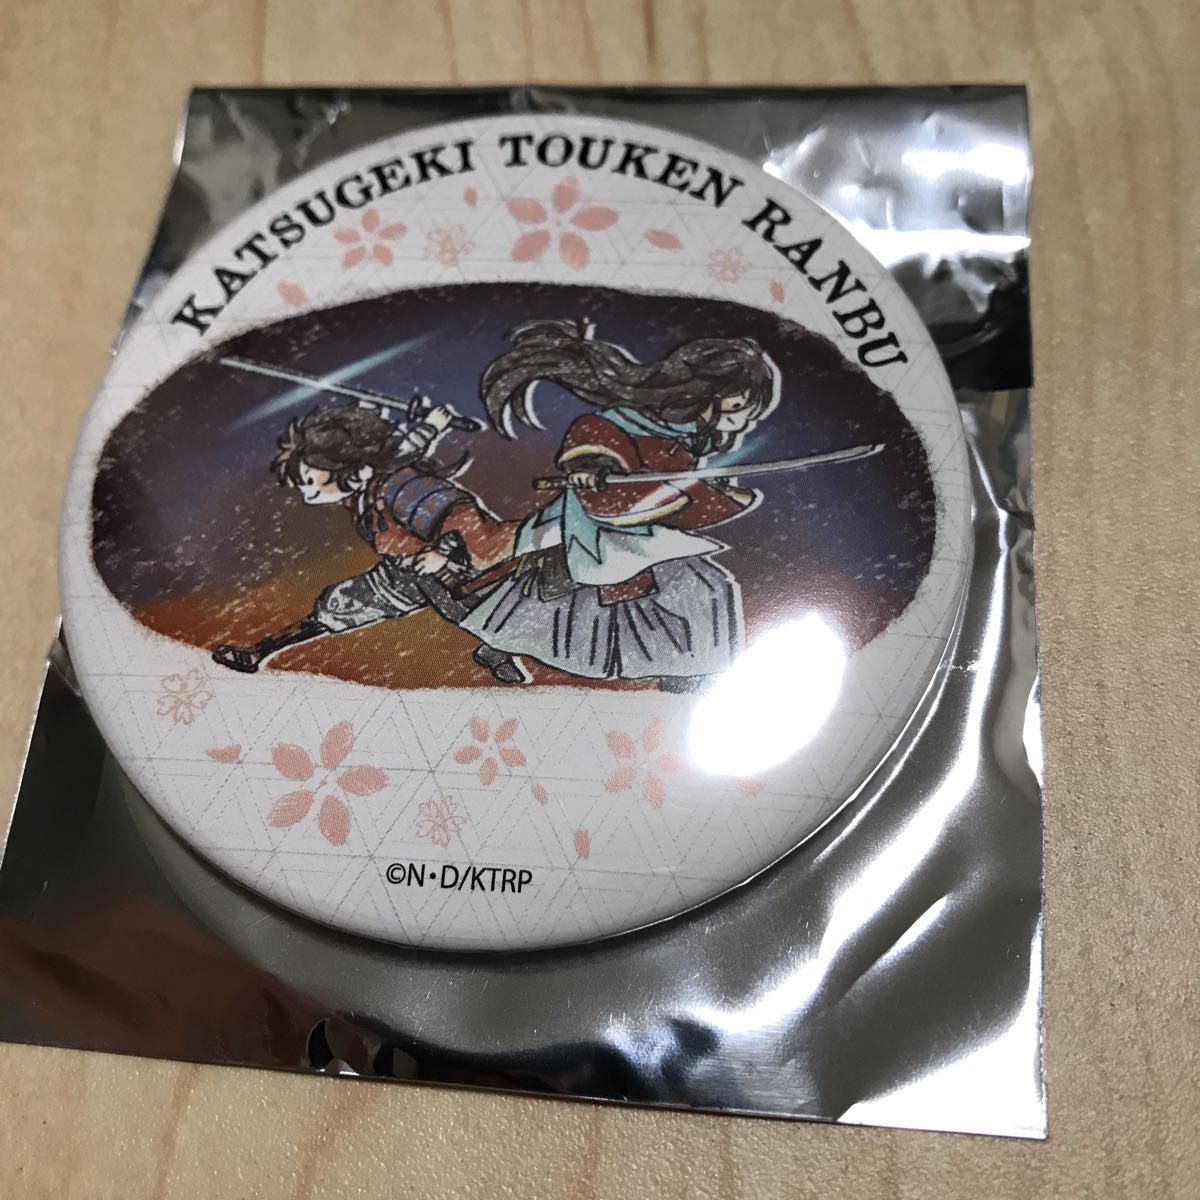 KATSUGEKI TOUKEN RANBU
©N・D/KTRP